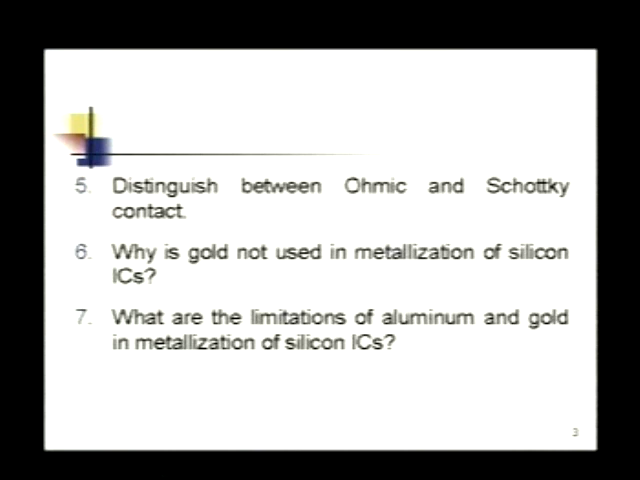 5. Distinguish between Ohmic and Schottky
contact.
6. Why is gold not used in metallization of silicon
ICs?
7. What are the limitations of aluminum and gold
in metallization of silicon ICs?
3